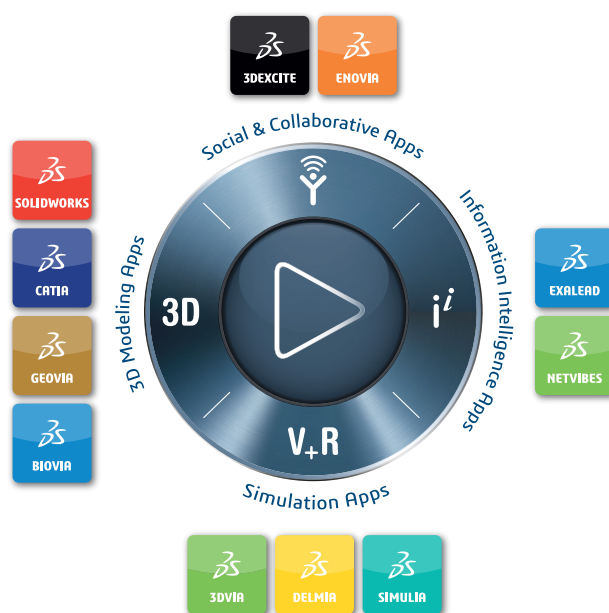 3DEXCITE
ENOVIA
Social & Collaborative Apps
SOLIDWORKS
CATIA
GEOVIA
BIOVIA
3D Modeling Apps
3D
i i
Information Intelligence Apps
EXALEAD
NETVIBES
V+R
Simulation Apps
3DVIA
DELMIA
SIMULIA